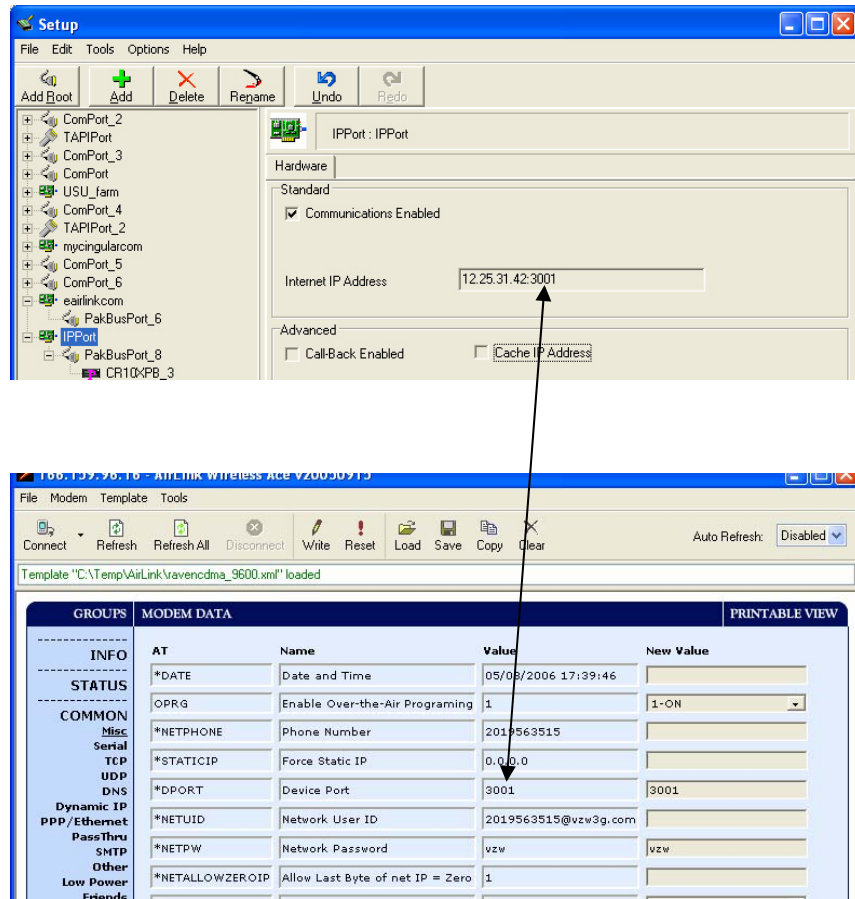 Setup
File Edit Tools Options Help
Add Root Add Delete Rename Undo Redo
ComPort_2
TAPIPort
ComPort_3
ComPort
USU_farm
ComPort_4
TAPIPort_2
mycingularcom
ComPort_5
ComPort_6
eairlinkcom
PakBusPort_6
IPPort
PakBusPort_8
CR10XPB_3
IPPort : IPPort
Hardware
Standard
Communications Enabled
Internet IP Address 12.25.31.42:3001
Advanced
Call-Back Enabled Cache IP Address
166.159.96.16 - AirLink Wireless Ace V20050915
File Modem Template Tools
Connect Refresh Refresh All Disconnect Write Reset Load Save Copy Clear Auto Refresh: Disabled
Template "C:\Temp\AirLink\ravencdma_9600.xml" loaded
GROUPS MODEM DATA PRINTABLE VIEW
INFO
STATUS
COMMON
Misc
Serial
TCP
UDP
DNS
Dynamic IP
PPP/Ethernet
PassThru
SMTP
Other
Low Power
Friends
AT Name Value New Value
*DATE Date and Time 05/08/2006 17:39:46
OPRG Enable Over-the-Air Programing 1 1-ON
*NETPHONE Phone Number 2019563515
*STATICIP Force Static IP 0.0.0.0
*DPORT Device Port 3001 3001
*NETUID Network User ID 2019563515@vzw3g.com
*NETPW Network Password vzw vzw
*NETALLOWZEROIP Allow Last Byte of net IP = Zero 1